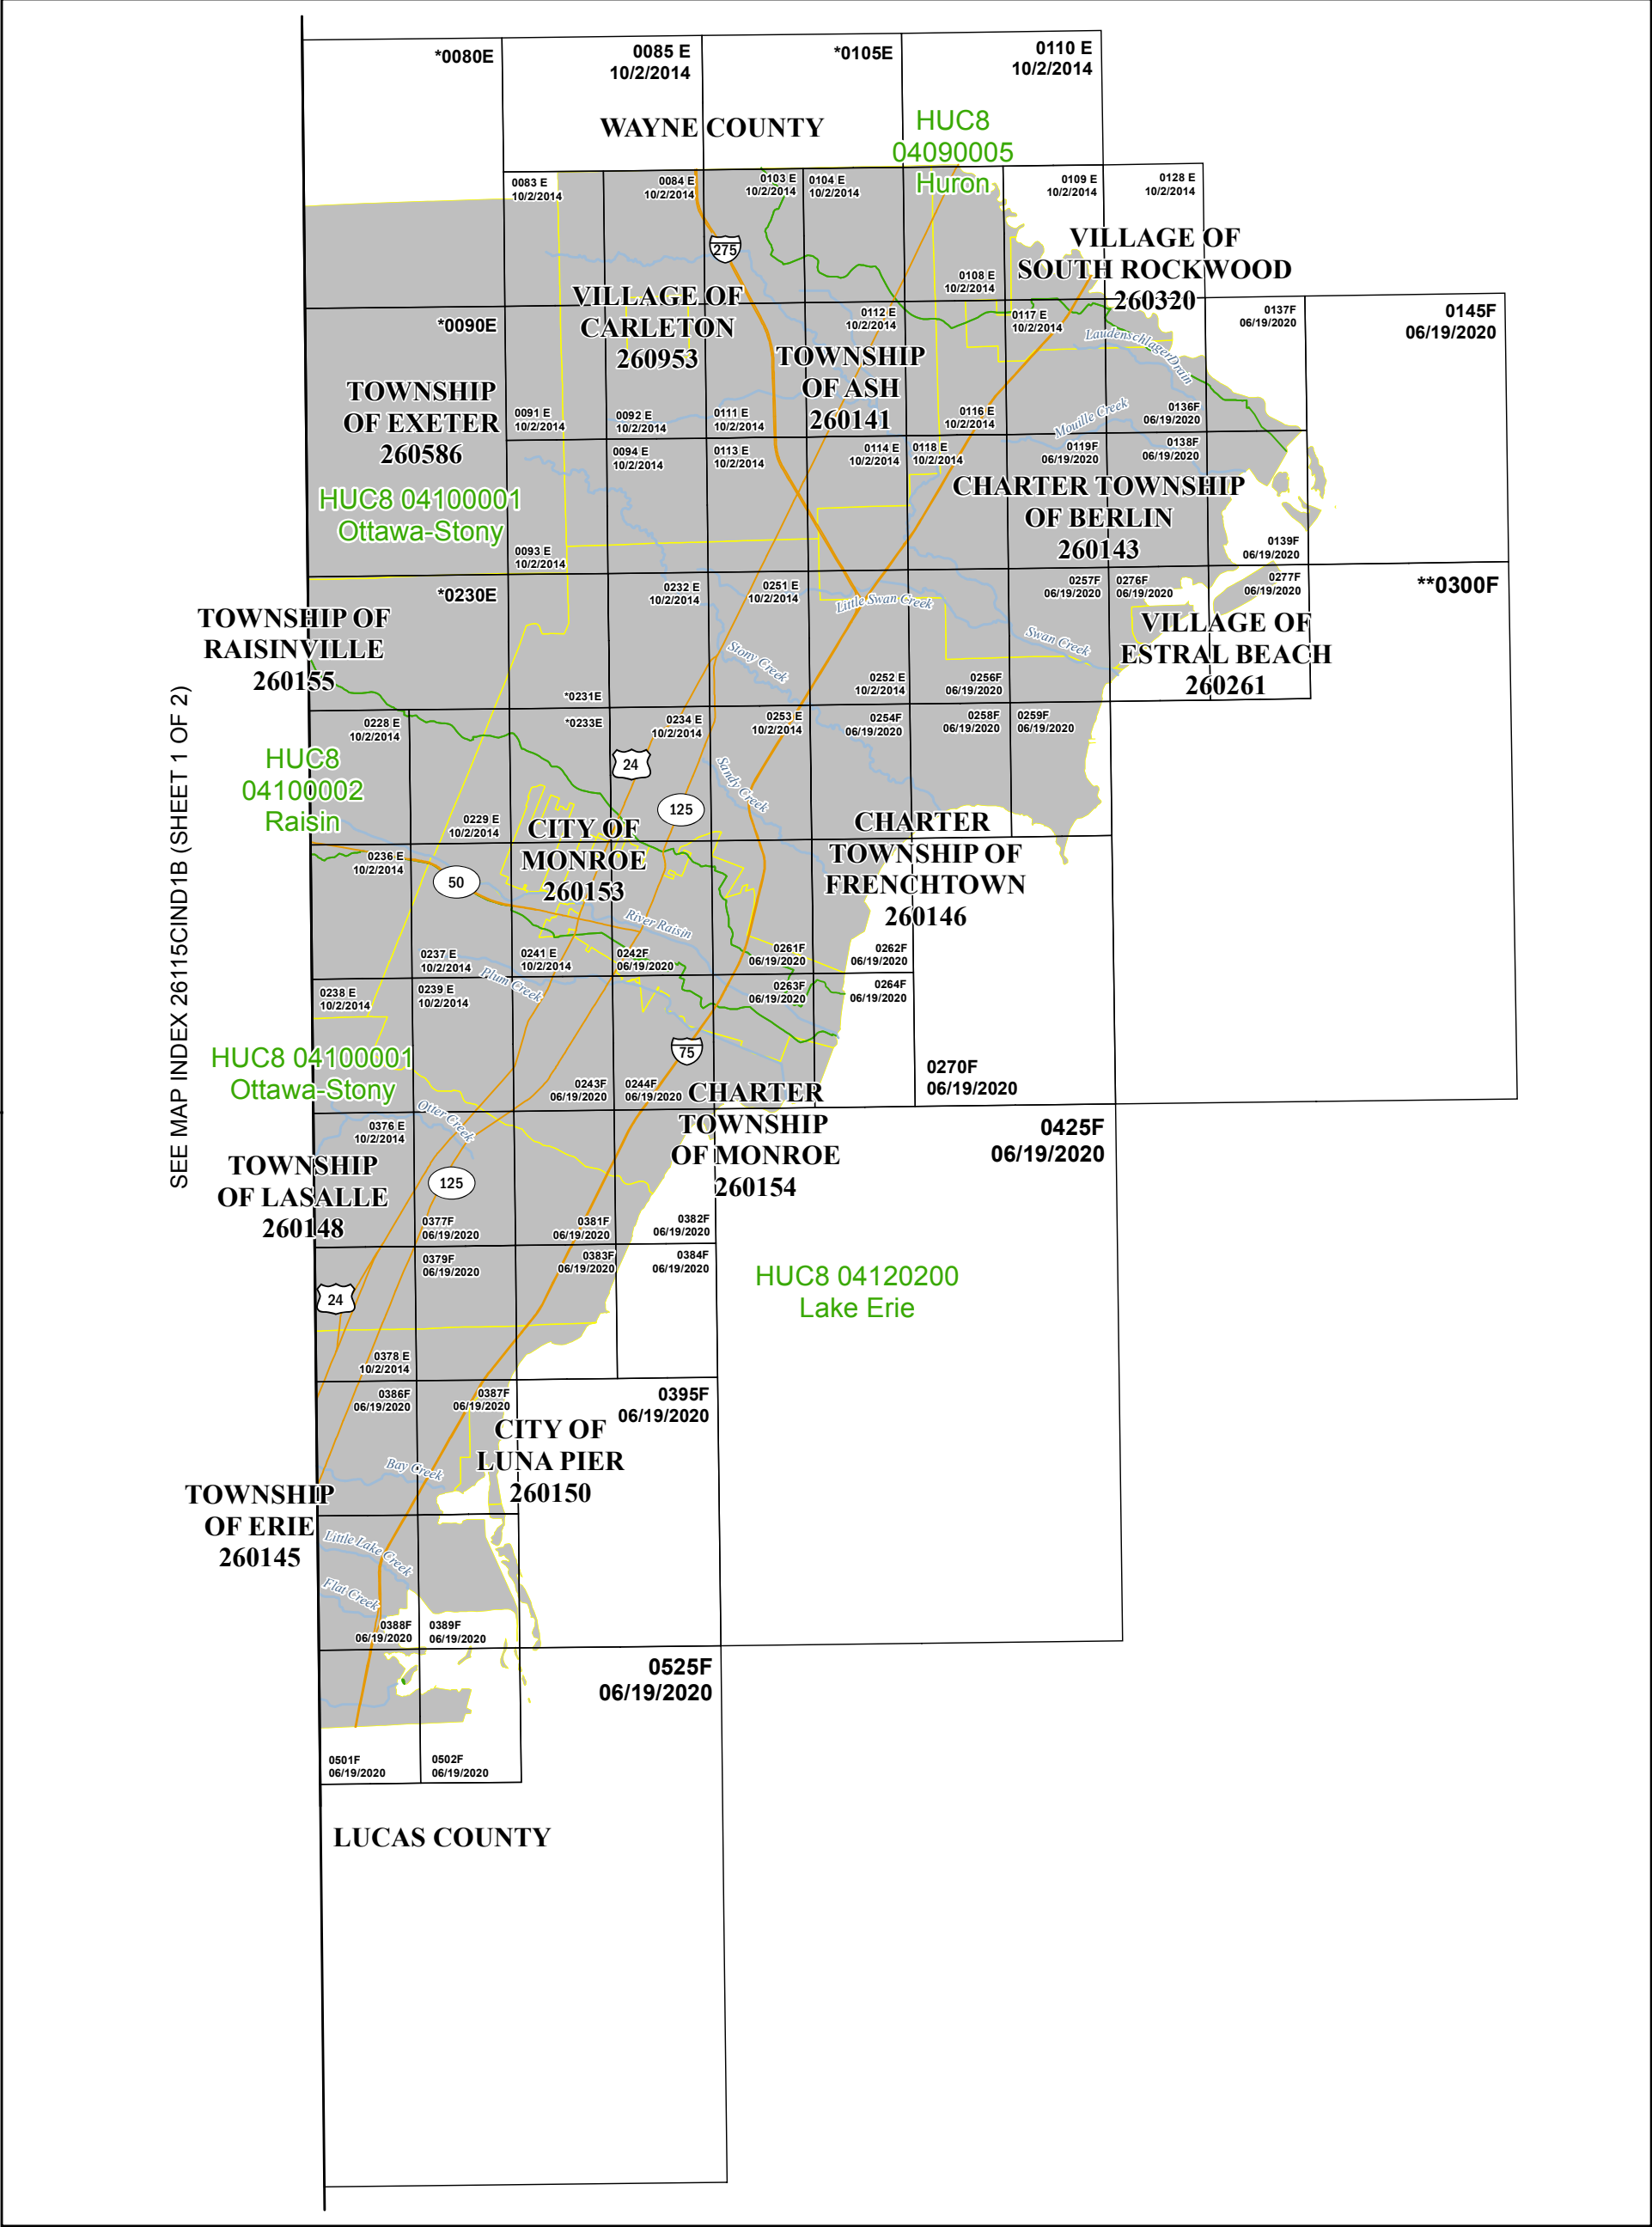 *0080E
0085 E
10/2/2014
*0105E
0110 E
10/2/2014
WAYNE COUNTY
HUC8
04090005
Huron
0083 E
10/2/2014
0084 E
10/2/2014
0103 E
10/2/2014
0104 E
10/2/2014
0109 E
10/2/2014
0128 E
10/2/2014
275
VILLAGE OF
SOUTH ROCKWOOD
260320
0108 E
10/2/2014
VILLAGE OF
CARLETON
260953
*0090E
0112 E
10/2/2014
0117 E
10/2/2014
0137F
06/19/2020
0145F
06/19/2020
Laudenschlager Drain
TOWNSHIP
OF ASH
260141
TOWNSHIP
OF EXETER
260586
0091 E
10/2/2014
0092 E
10/2/2014
0111 E
10/2/2014
0116 E
10/2/2014
Mouille Creek
0136F
06/19/2020
0094 E
10/2/2014
0113 E
10/2/2014
0114 E
10/2/2014
0118 E
10/2/2014
0119F
06/19/2020
0138F
06/19/2020
HUC8 04100001
Ottawa-Stony
CHARTER TOWNSHIP
OF BERLIN
260143
0093 E
10/2/2014
0139F
06/19/2020
*0230E
0232 E
10/2/2014
0251 E
10/2/2014
Little Swan Creek
0257F
06/19/2020
0276F
06/19/2020
0277F
06/19/2020
**0300F
TOWNSHIP OF
RAISINVILLE
260155
VILLAGE OF
ESTRAL BEACH
260261
Swan Creek
Stony Creek
*0231E
0252 E
10/2/2014
0256F
06/19/2020
0228 E
10/2/2014
*0233E
0234 E
10/2/2014
0253 E
10/2/2014
0254F
06/19/2020
0258F
06/19/2020
0259F
06/19/2020
SEE MAP INDEX 26115CIND1B (SHEET 1 OF 2)
HUC8
04100002
Raisin
24
Sandy Creek
125
0229 E
10/2/2014
CITY OF
MONROE
260153
CHARTER
TOWNSHIP OF
FRENCHTOWN
260146
0236 E
10/2/2014
50
River Raisin
0237 E
10/2/2014
0241 E
10/2/2014
0242F
06/19/2020
0261F
06/19/2020
0262F
06/19/2020
Plum Creek
0238 E
10/2/2014
0239 E
10/2/2014
0263F
06/19/2020
0264F
06/19/2020
HUC8 04100001
Ottawa-Stony
75
0270F
06/19/2020
0243F
06/19/2020
0244F
06/19/2020
CHARTER
TOWNSHIP
OF MONROE
260154
Otter Creek
0376 E
10/2/2014
0425F
06/19/2020
TOWNSHIP
OF LASALLE
260148
125
0377F
06/19/2020
0381F
06/19/2020
0382F
06/19/2020
0379F
06/19/2020
0383F
06/19/2020
0384F
06/19/2020
HUC8 04120200
Lake Erie
24
0378 E
10/2/2014
0386F
06/19/2020
0387F
06/19/2020
0395F
06/19/2020
CITY OF
LUNA PIER
260150
Bay Creek
TOWNSHIP
OF ERIE
260145
Little Lake Creek
Flat Creek
0388F
06/19/2020
0389F
06/19/2020
0525F
06/19/2020
0501F
06/19/2020
0502F
06/19/2020
LUCAS COUNTY